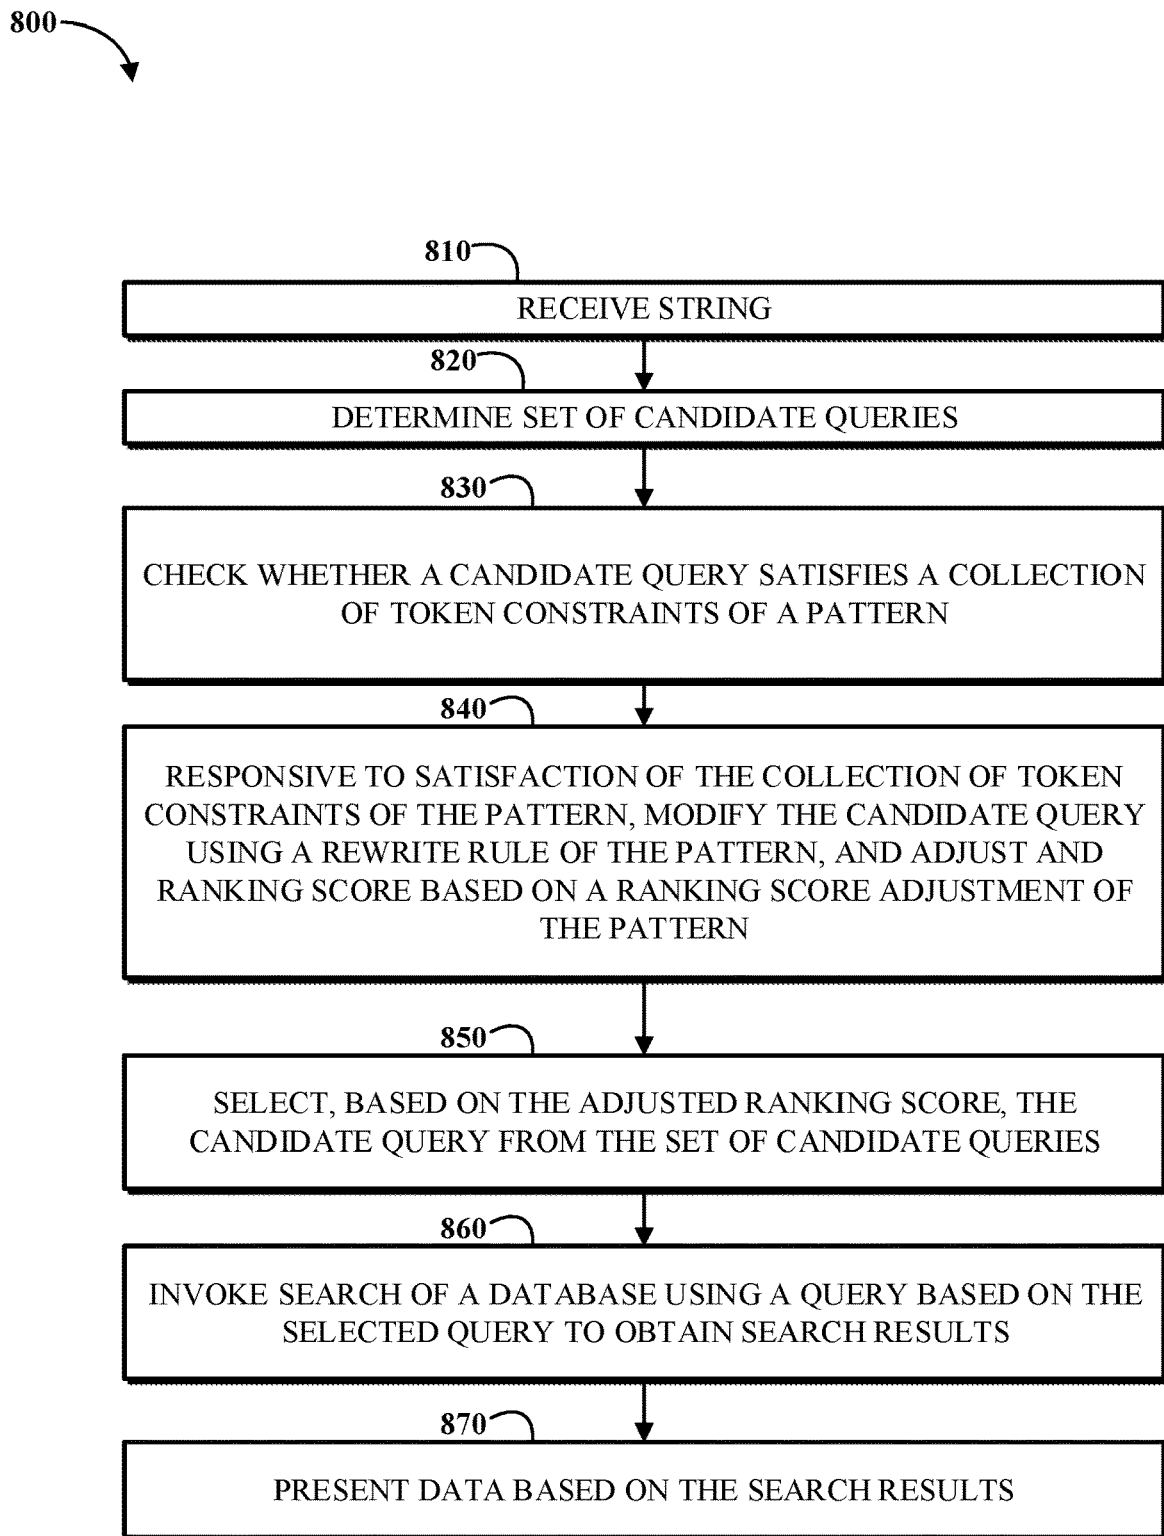 800
810
RECEIVE STRING
820
DETERMINE SET OF CANDIDATE QUERIES
830
CHECK WHETHER A CANDIDATE QUERY SATISFIES A COLLECTION
OF TOKEN CONSTRAINTS OF A PATTERN
840
RESPONSIVE TO SATISFACTION OF THE COLLECTION OF TOKEN
CONSTRAINTS OF THE PATTERN, MODIFY THE CANDIDATE QUERY
USING A REWRITE RULE OF THE PATTERN, AND ADJUST AND
RANKING SCORE BASED ON A RANKING SCORE ADJUSTMENT OF
THE PATTERN
850
SELECT, BASED ON THE ADJUSTED RANKING SCORE, THE
CANDIDATE QUERY FROM THE SET OF CANDIDATE QUERIES
860
INVOKE SEARCH OF A DATABASE USING A QUERY BASED ON THE
SELECTED QUERY TO OBTAIN SEARCH RESULTS
870
PRESENT DATA BASED ON THE SEARCH RESULTS